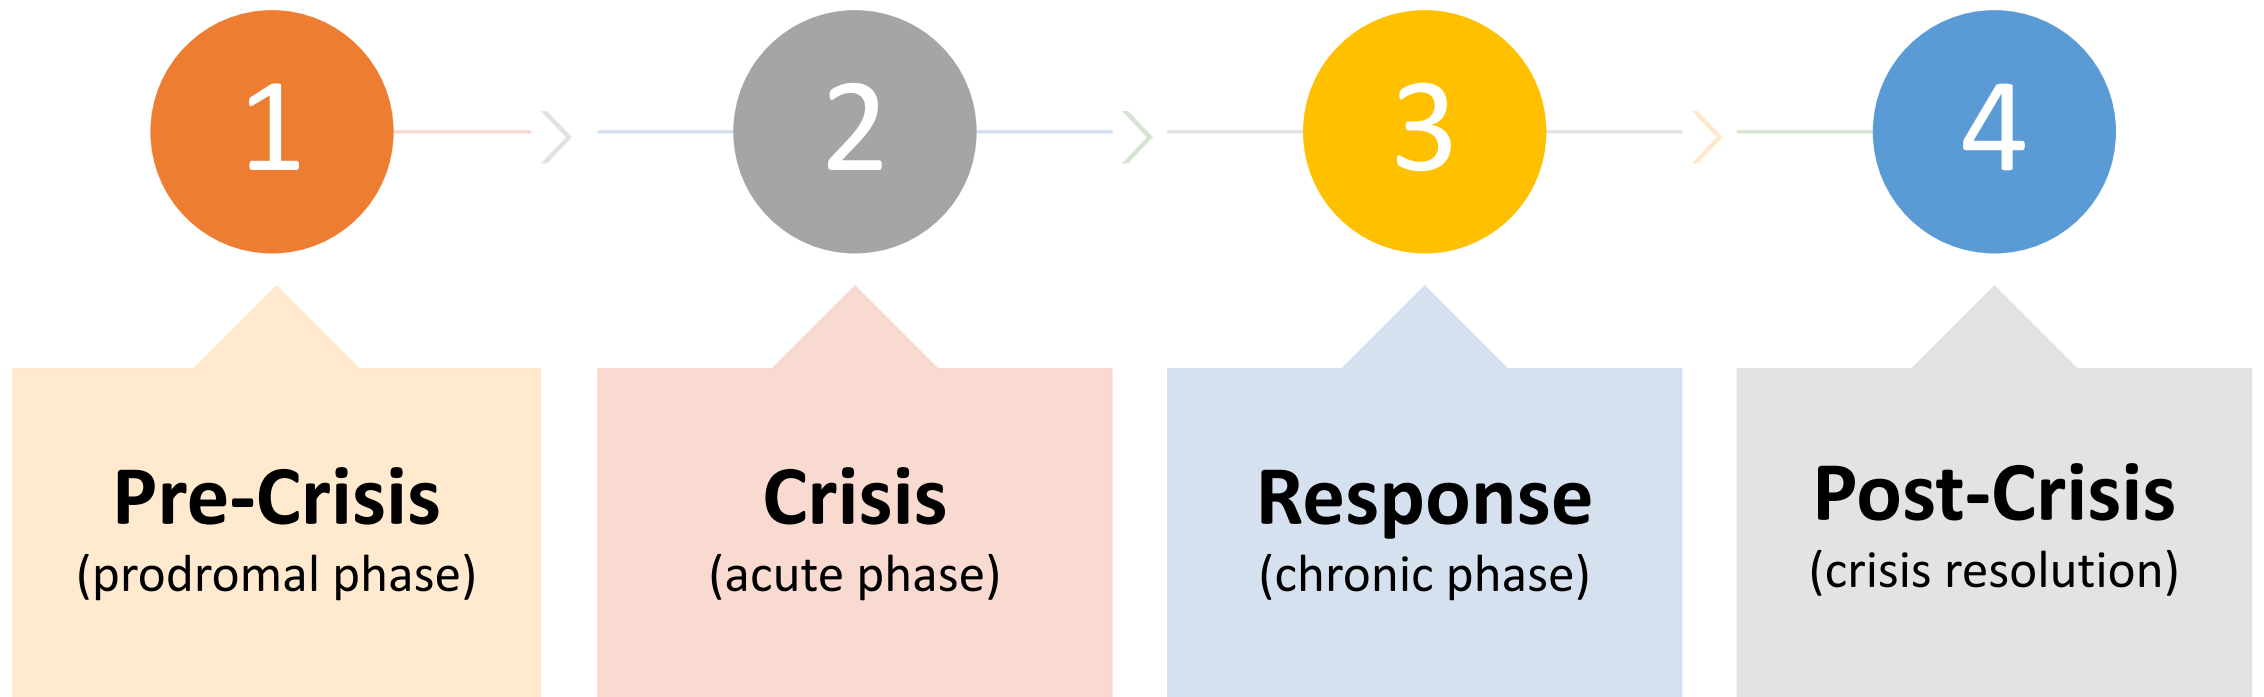 1
2
3
4
Pre-Crisis
(prodromal phase)
Crisis
(acute phase)
Response
(chronic phase)
Post-Crisis
(crisis resolution)